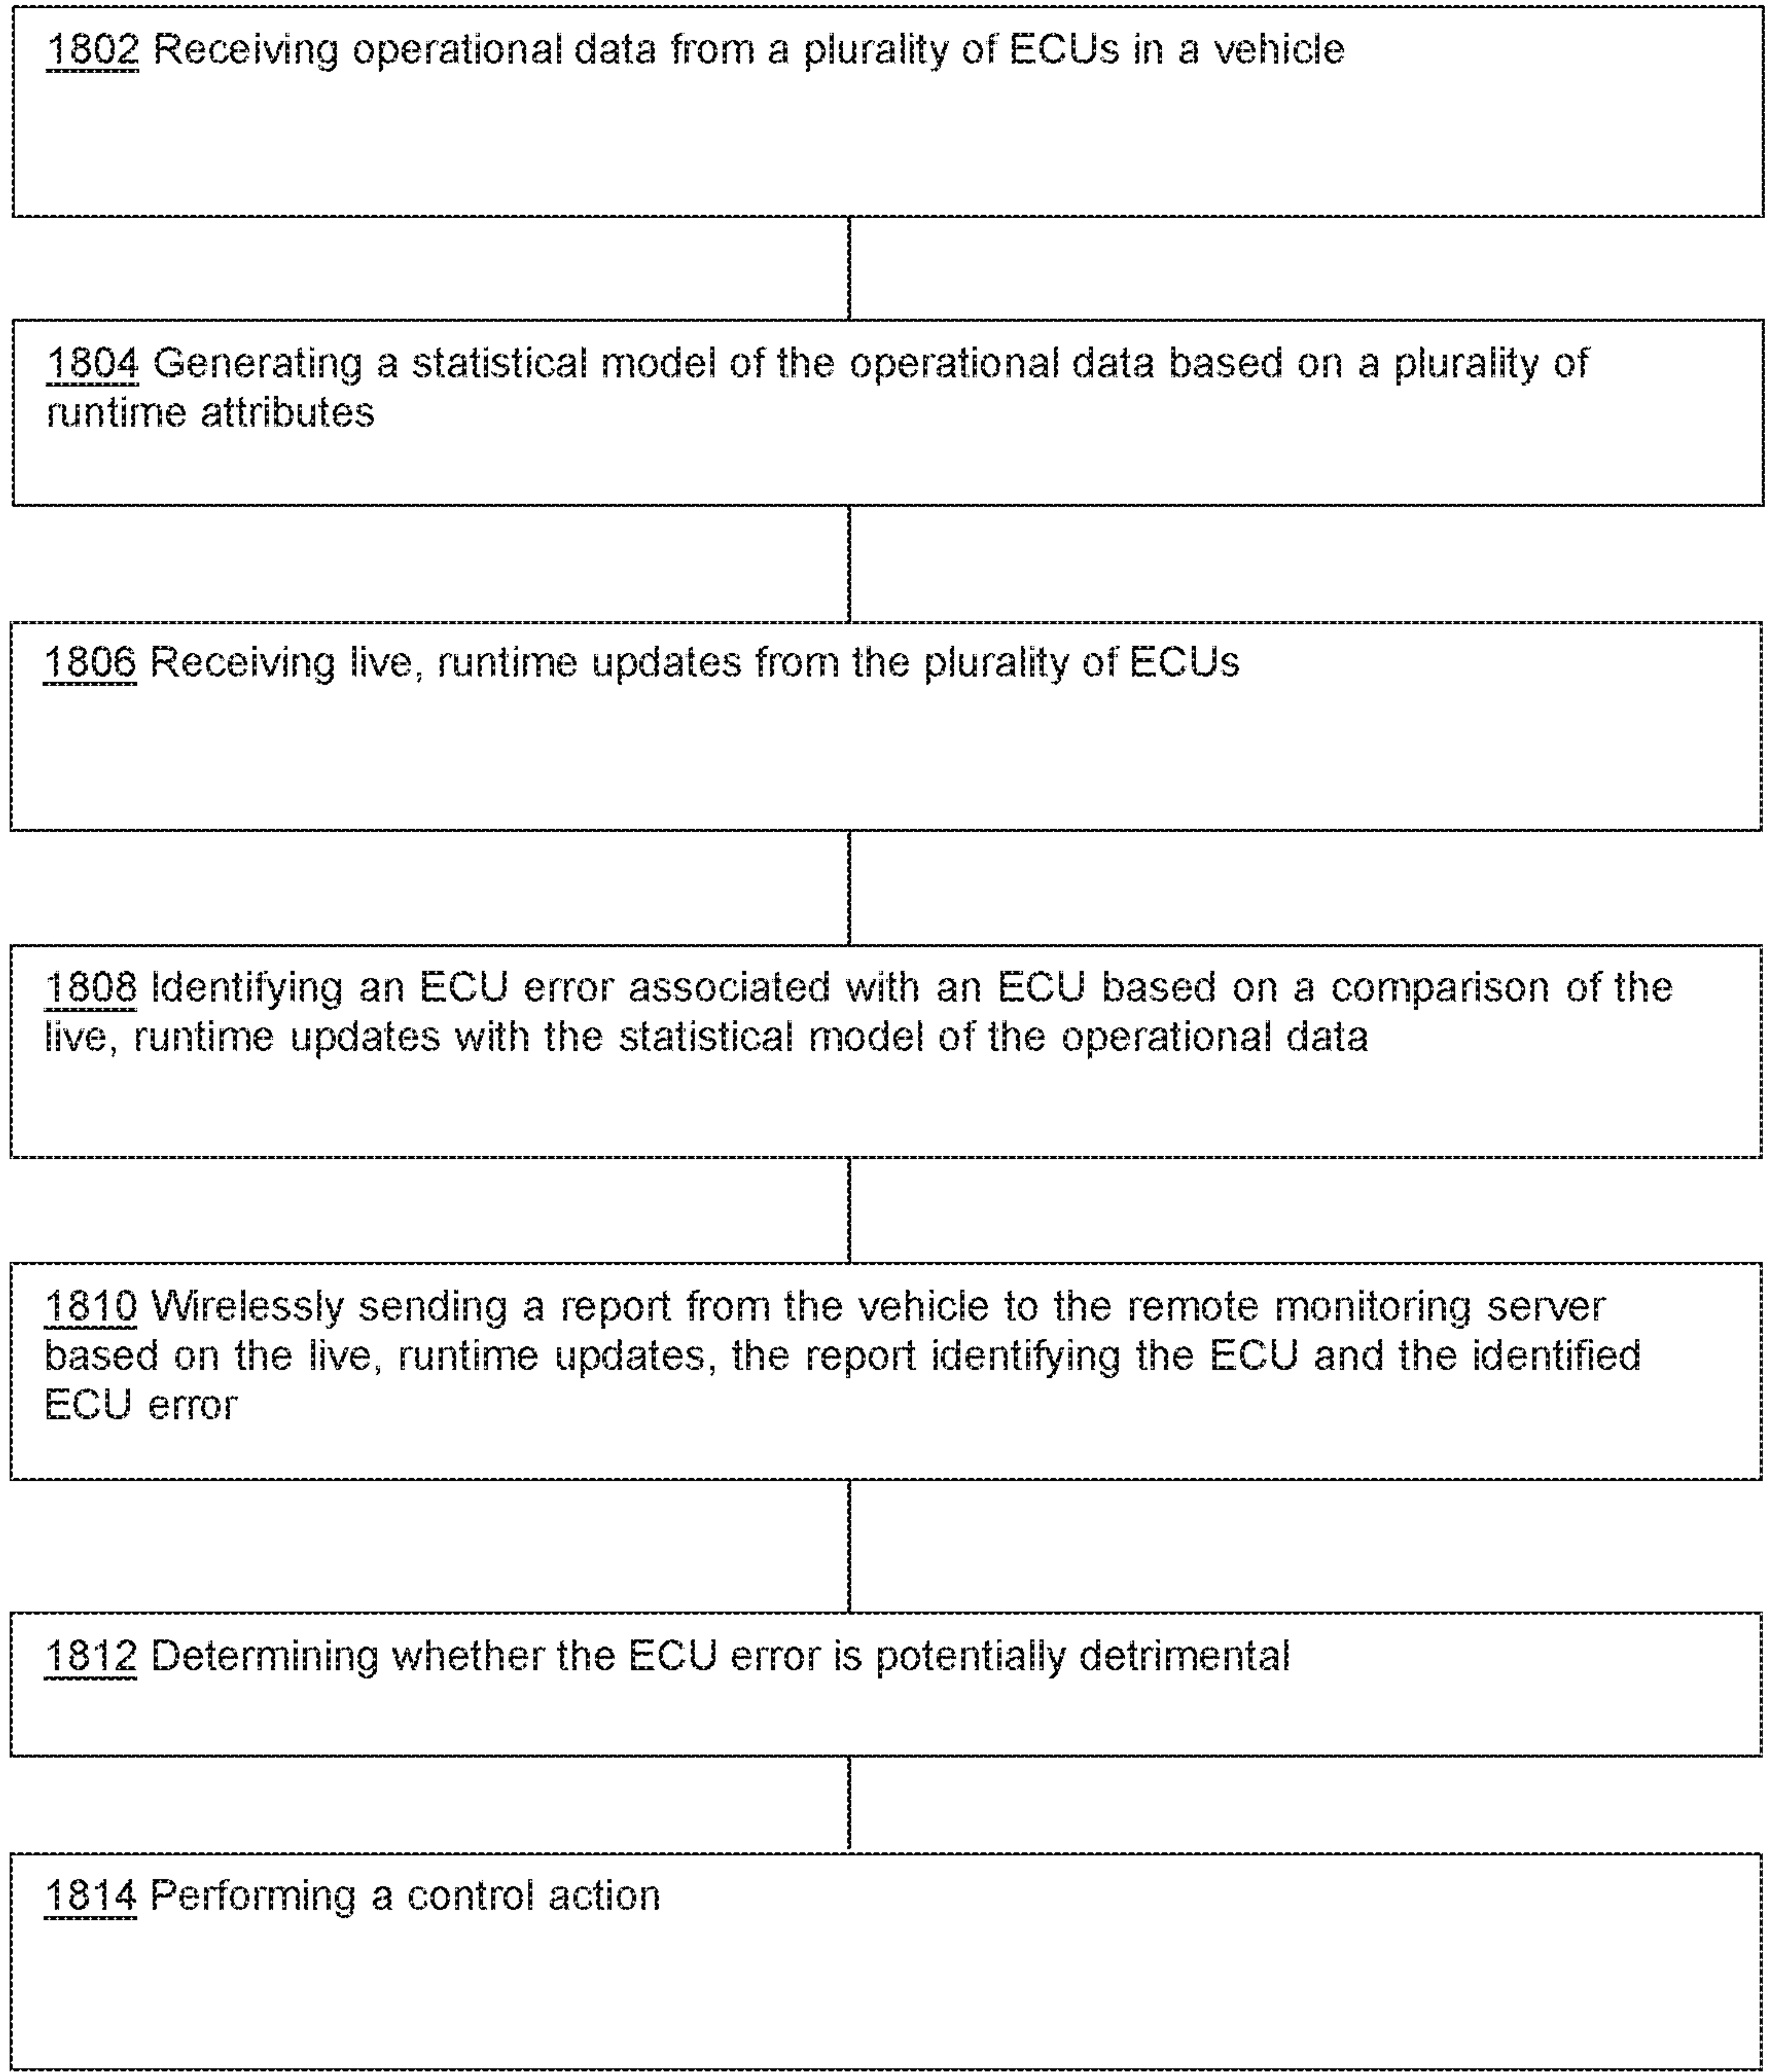 1802 Receiving operational data from a plurality of ECUs in a vehicle
1804 Generating a statistical model of the operational data based on a plurality of
runtime attributes
1806 Receiving live, runtime updates from the plurality of ECUs
1808 Identifying an ECU error associated with an ECU based on a comparison of the
live, runtime updates with the statistical model of the operational data
1810 Wirelessly sending a report from the vehicle to the remote monitoring server
based on the live, runtime updates, the report identifying the ECU and the identified
ECU error
1812 Determining whether the ECU error is potentially detrimental
1814 Performing a control action